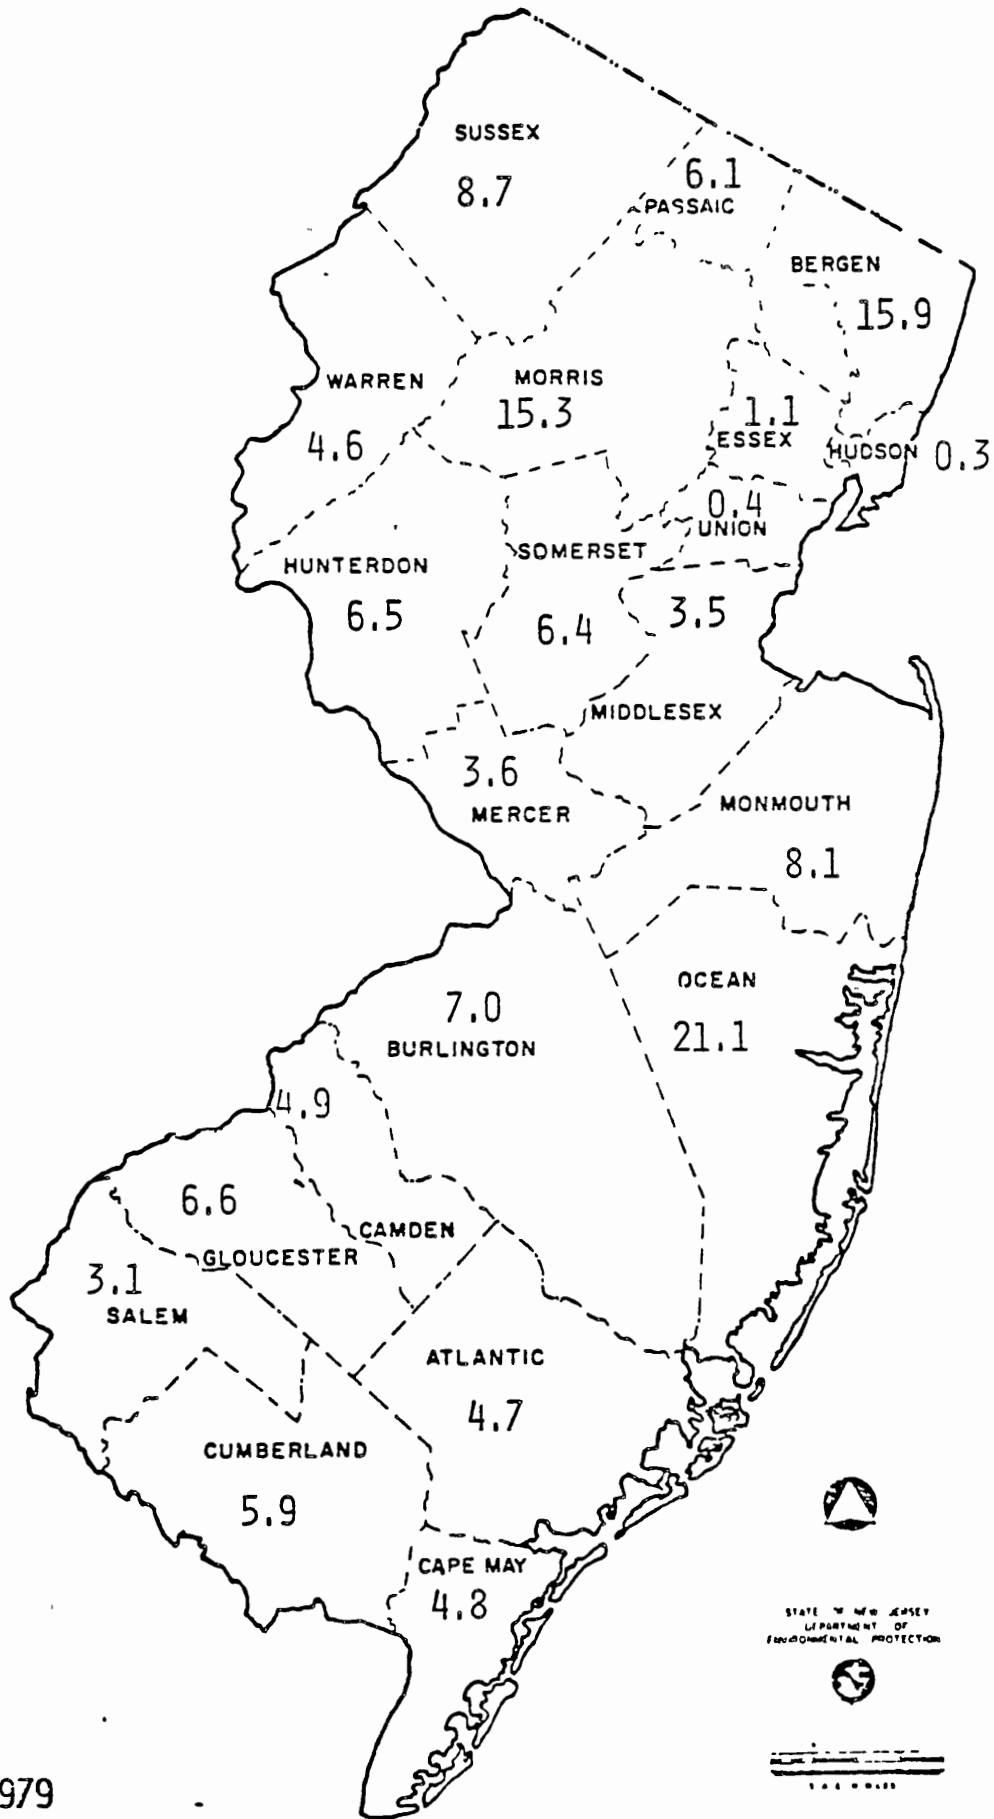 SUSSEX
8.7
6.1
PASSAIC
BERGEN
15.9
WARREN
4.6
MORRIS
15.3
1.1
ESSEX
HUDSON 0.3
0.4
UNION
HUNTERDON
6.5
SOMERSET
6.4
3.5
MIDDLESEX
3.6
MERCER
MONMOUTH
8.1
OCEAN
21.1
7.0
BURLINGTON
4.9
CAMDEN
6.6
GLOUCESTER
3.1
SALEM
ATLANTIC
4.7
CUMBERLAND
5.9
CAPE MAY
4.8
STATE OF NEW JERSEY
DEPARTMENT OF
ENVIRONMENTAL PROTECTION
979